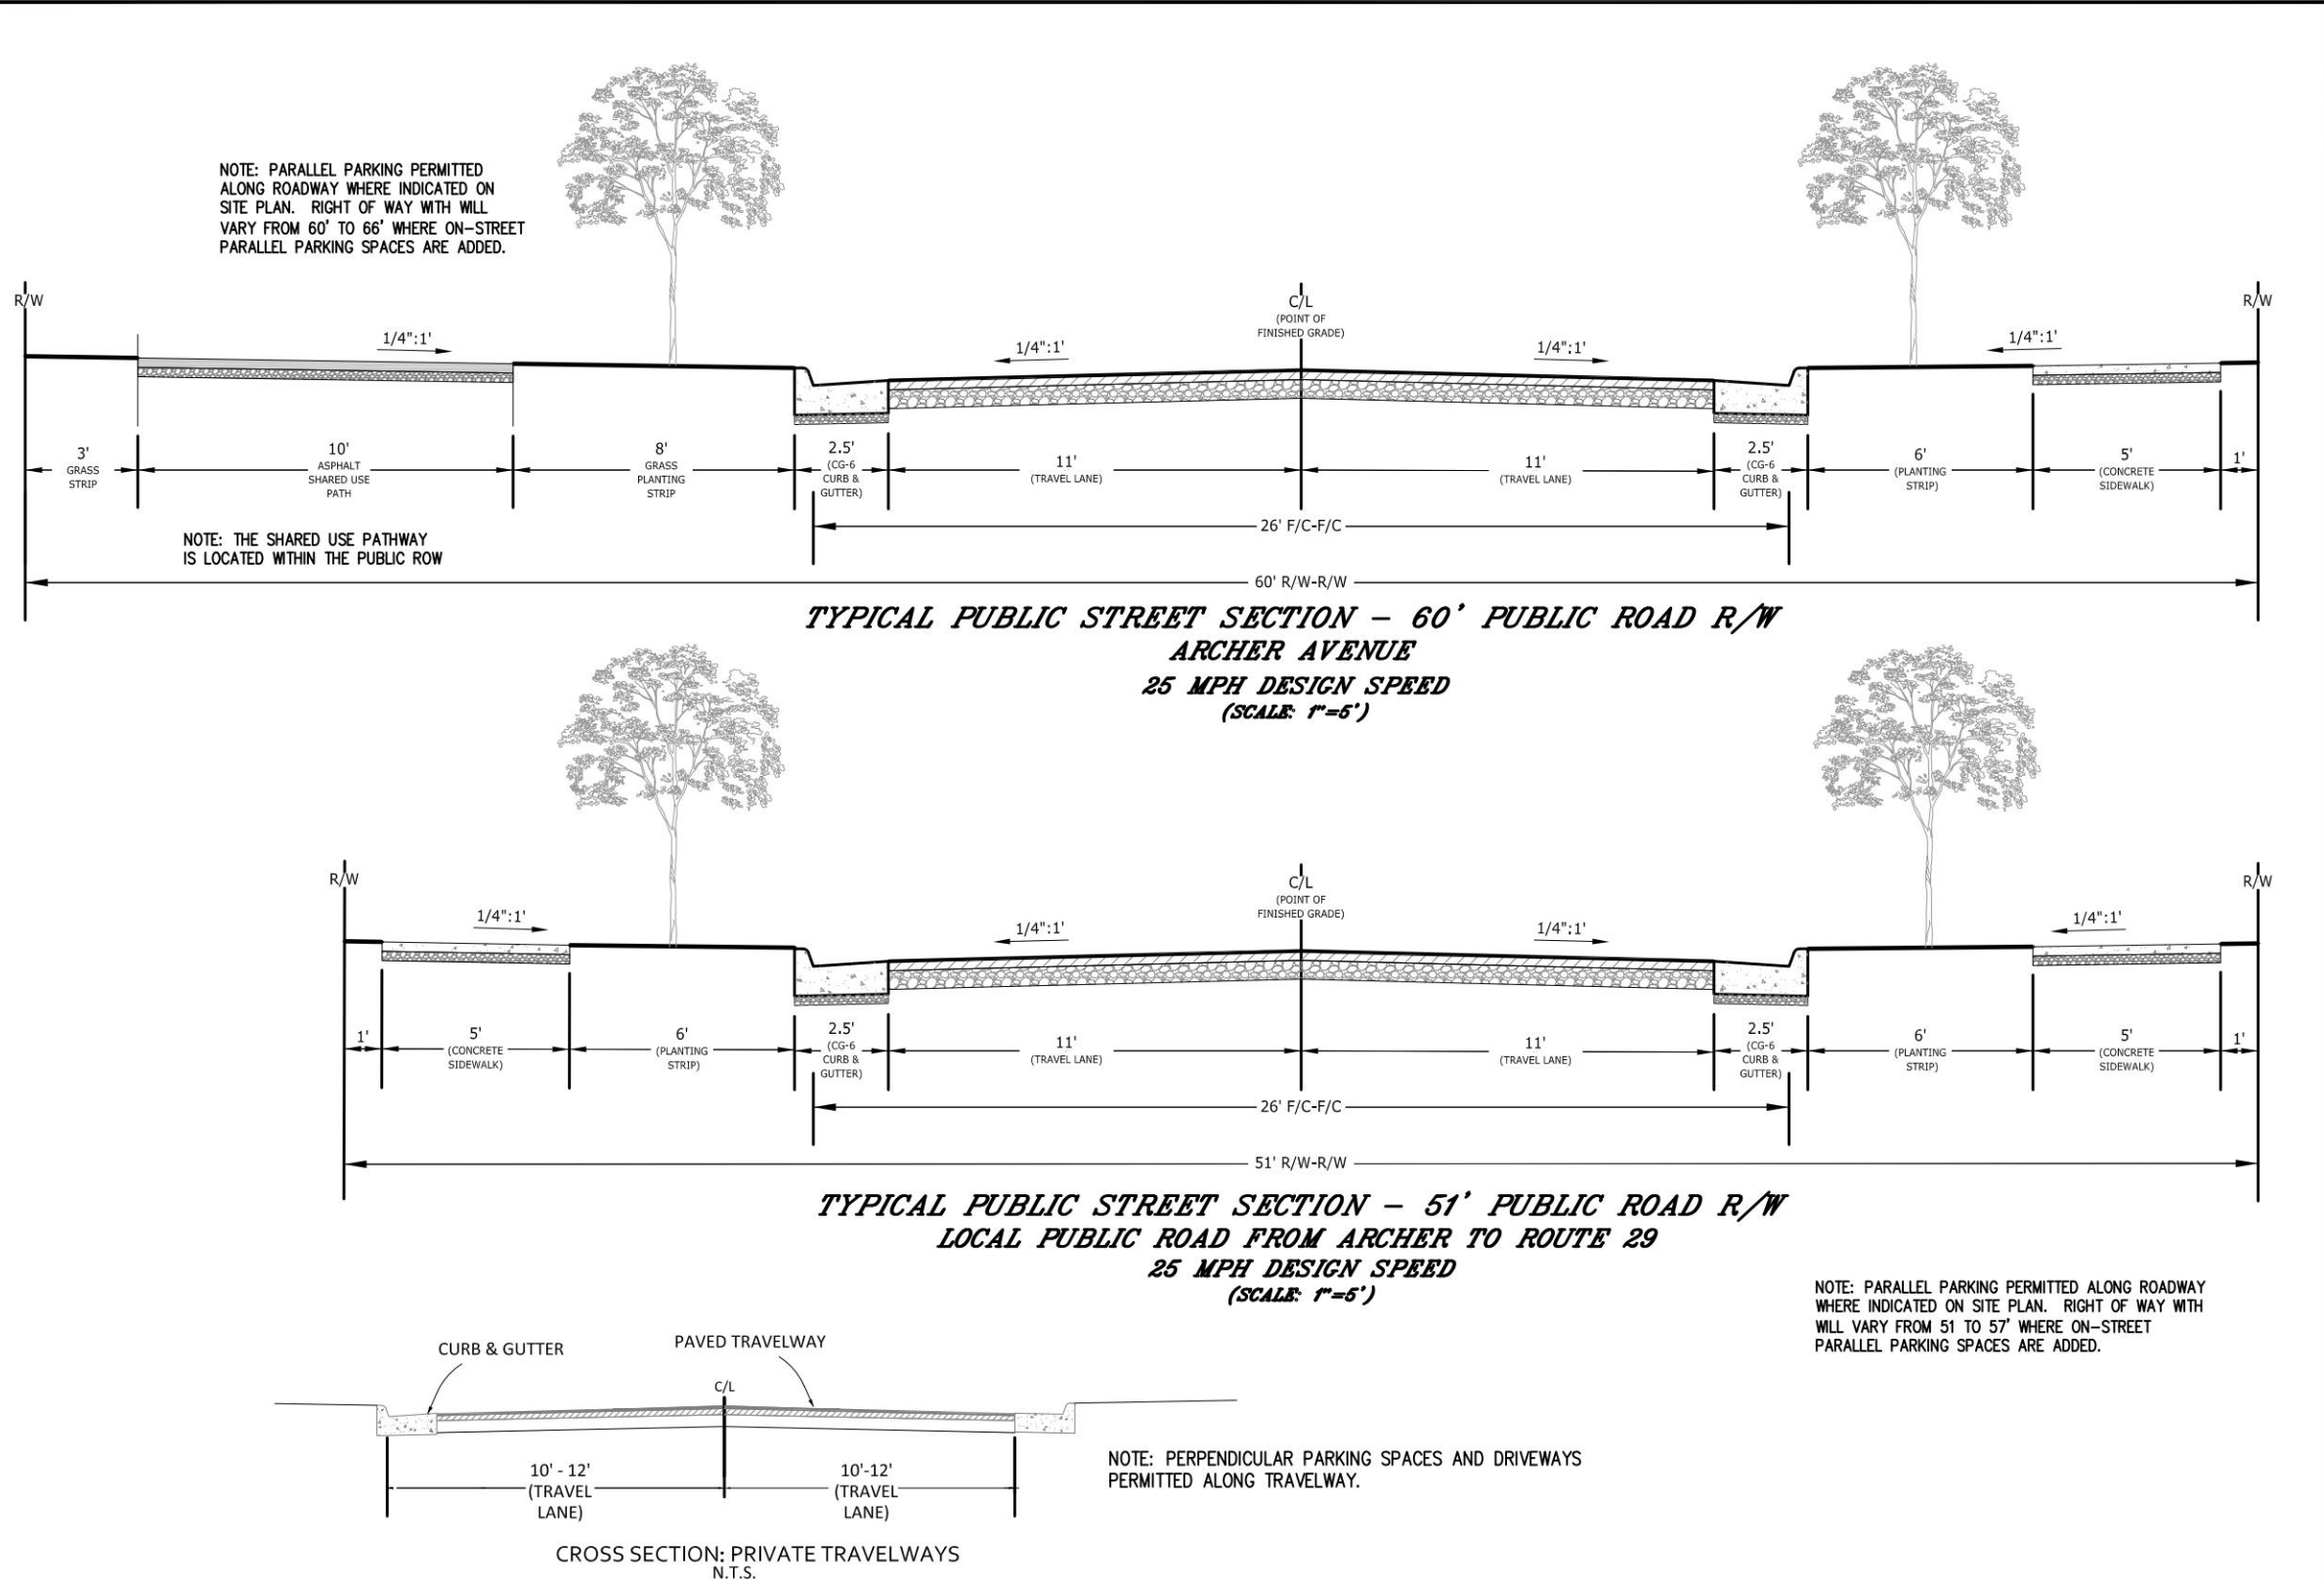 NOTE: PARALLEL PARKING PERMITTED
ALONG ROADWAY WHERE INDICATED ON
SITE PLAN. RIGHT OF WAY WITH WILL
VARY FROM 60' TO 66' WHERE ON-STREET
PARALLEL PARKING SPACES ARE ADDED.
R/W
C/L
(POINT OF
FINISHED GRADE)
R/W
1/4":1'
1/4":1'
1/4":1'
1/4":1'
3'
GRASS
STRIP
10'
ASPHALT
SHARED USE
PATH
8'
GRASS
PLANTING
STRIP
2.5'
(CG-6
CURB &
GUTTER)
11'
(TRAVEL LANE)
11'
(TRAVEL LANE)
2.5'
(CG-6
CURB &
GUTTER)
6'
(PLANTING
STRIP)
5'
(CONCRETE
SIDEWALK)
1'
26' F/C-F/C
NOTE: THE SHARED USE PATHWAY
IS LOCATED WITHIN THE PUBLIC ROW
60' R/W-R/W
TYPICAL PUBLIC STREET SECTION - 60' PUBLIC ROAD R/W
ARCHER AVENUE
25 MPH DESIGN SPEED
(SCALE: 1"=5')
R/W
C/L
(POINT OF
FINISHED GRADE)
R/W
1/4":1'
1/4":1'
1/4":1'
1/4":1'
1'
5'
(CONCRETE
SIDEWALK)
6'
(PLANTING
STRIP)
2.5'
(CG-6
CURB &
GUTTER)
11'
(TRAVEL LANE)
11'
(TRAVEL LANE)
2.5'
(CG-6
CURB &
GUTTER)
6'
(PLANTING
STRIP)
5'
(CONCRETE
SIDEWALK)
1'
26' F/C-F/C
51' R/W-R/W
TYPICAL PUBLIC STREET SECTION - 51' PUBLIC ROAD R/W
LOCAL PUBLIC ROAD FROM ARCHER TO ROUTE 29
25 MPH DESIGN SPEED
(SCALE: 1"=5')
NOTE: PARALLEL PARKING PERMITTED ALONG ROADWAY
WHERE INDICATED ON SITE PLAN. RIGHT OF WAY WITH
WILL VARY FROM 51 TO 57' WHERE ON-STREET
PARALLEL PARKING SPACES ARE ADDED.
CURB & GUTTER
PAVED TRAVELWAY
C/L
10' - 12'
(TRAVEL
LANE)
10'-12'
(TRAVEL
LANE)
NOTE: PERPENDICULAR PARKING SPACES AND DRIVEWAYS
PERMITTED ALONG TRAVELWAY.
CROSS SECTION: PRIVATE TRAVELWAYS
N.T.S.